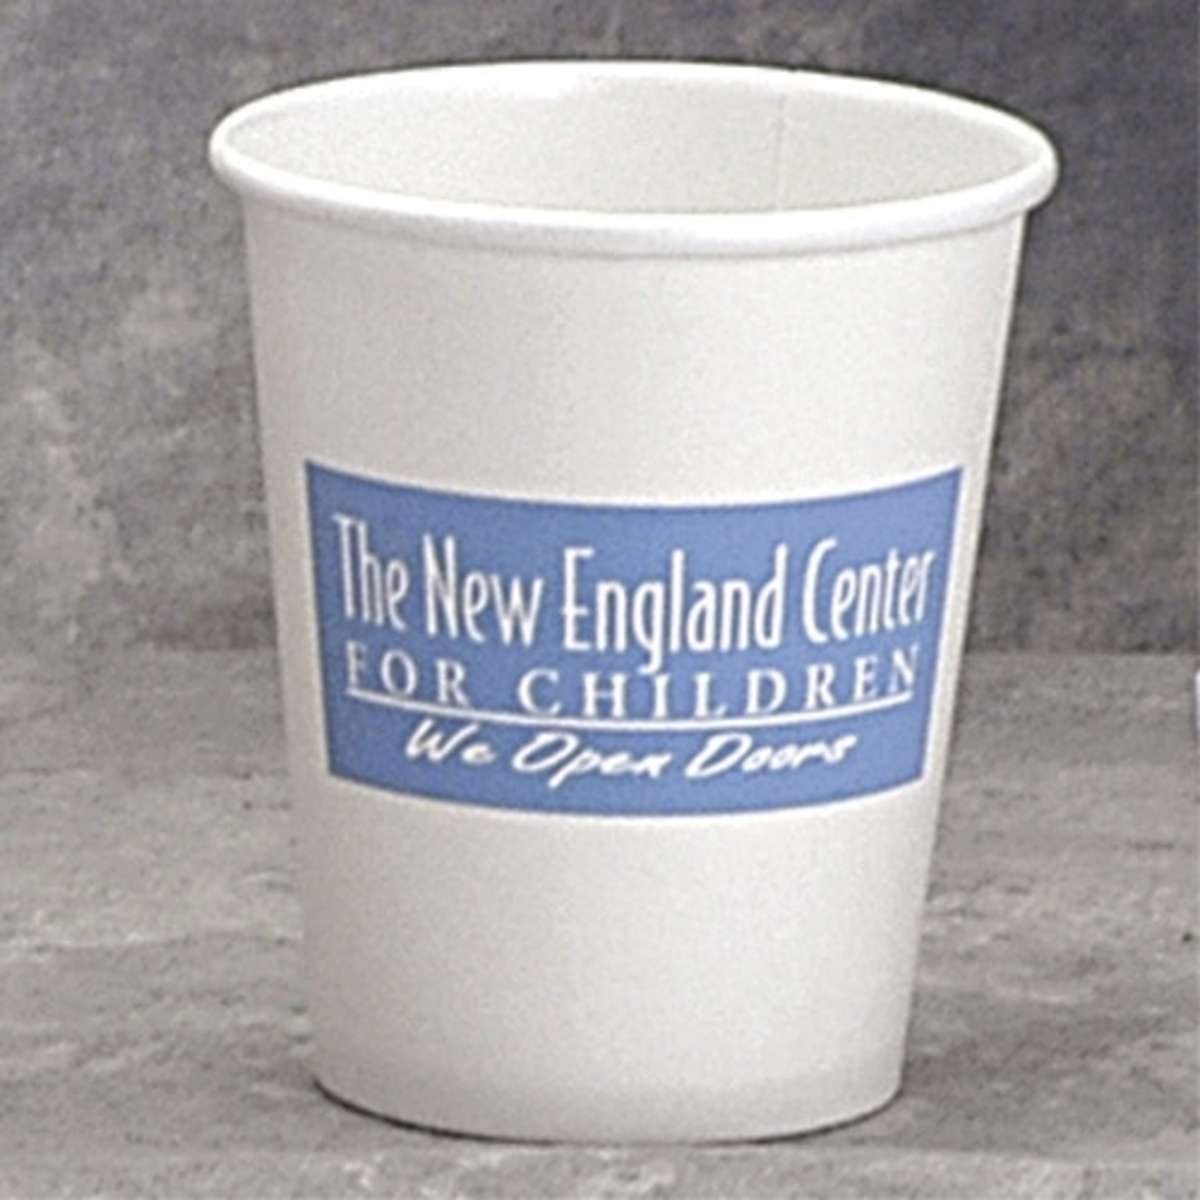 The New England Center
FOR CHILDREN
We Open Doors